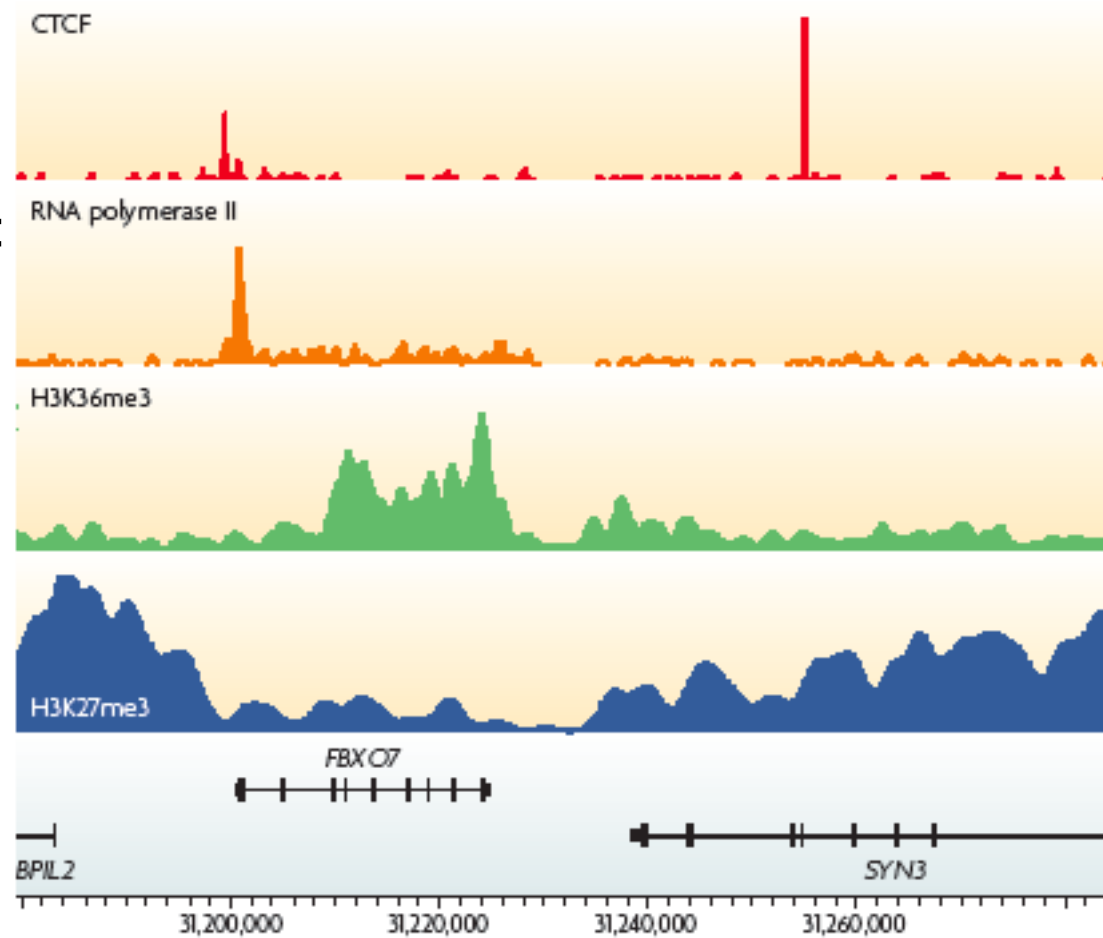 CTCF
RNA polymerase II
H3K36me3
H3K27me3
FBXO7
BPIL2
SYN3
31,200,000 31,220,000 31,240,000 31,260,000